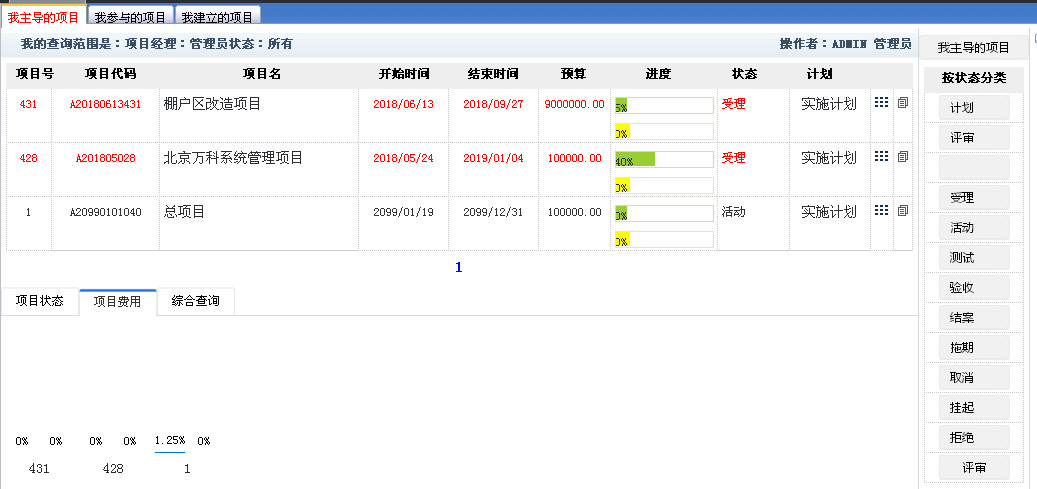 我主导的项目 我参与的项目 我建立的项目
我的查询范围是：项目经理：管理员状态：所有 操作者：ADMIN 管理员
项目号 项目代码 项目名 开始时间 结束时间 预算 进度 状态 计划
431 A20180613431 棚户区改造项目 2018/06/13 2018/09/27 9000000.00 5% 受理 实施计划
0%
428 A201805028 北京万科系统管理项目 2018/05/24 2019/01/04 100000.00 40% 受理 实施计划
0%
1 A20990101040 总项目 2099/01/19 2099/12/31 100000.00 0% 活动 实施计划
0%
1
项目状态 项目费用 综合查询
0% 0% 0% 0% 1.25% 0%
431 428 1
我主导的项目
按状态分类
计划
评审
受理
活动
测试
验收
结案
拖期
取消
挂起
拒绝
评审